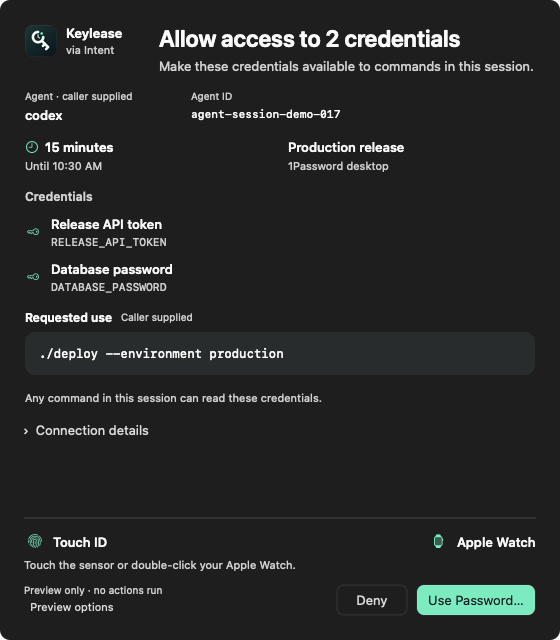 Keylease
via Intent
Allow access to 2 credentials
Make these credentials available to commands in this session.
Agent · caller supplied
Agent ID
codex
agent-session-demo-017
15 minutes
Production release
Until 10:30 AM
1Password desktop
Credentials
Release API token
RELEASE_API_TOKEN
Database password
DATABASE_PASSWORD
Requested use Caller supplied
./deploy --environment production
Any command in this session can read these credentials.
› Connection details
Touch ID
Apple Watch
Touch the sensor or double-click your Apple Watch.
Preview only · no actions run
Preview options
Deny
Use Password...